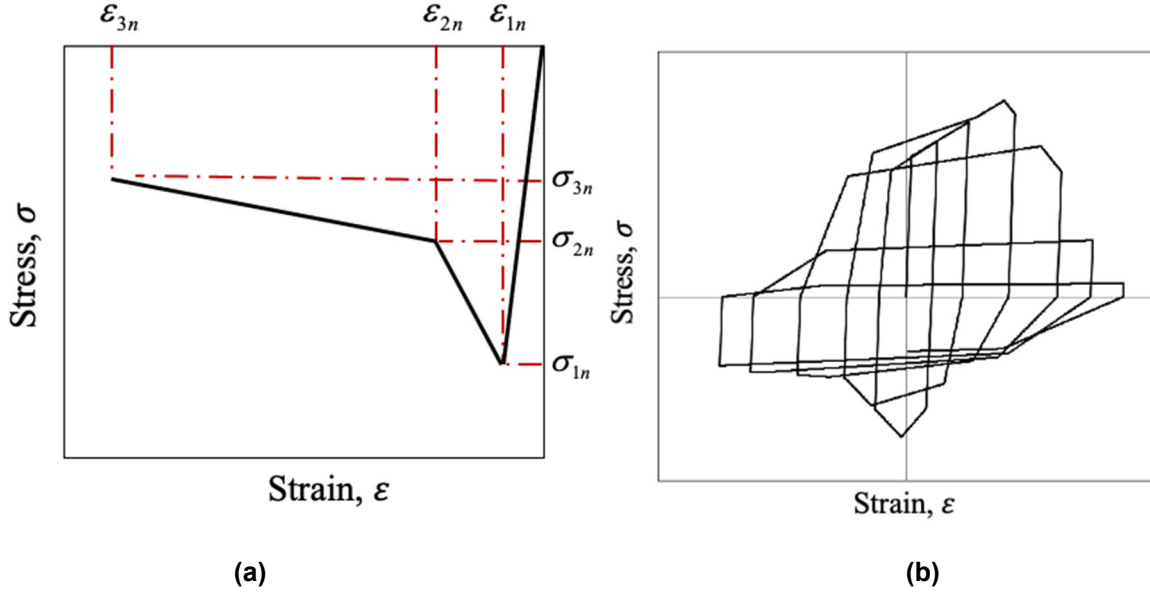 ε3n ε2n ε1n
Stress, σ
σ3n
σ2n
σ1n
Strain, ε
(a)
Stress, σ
Strain, ε
(b)